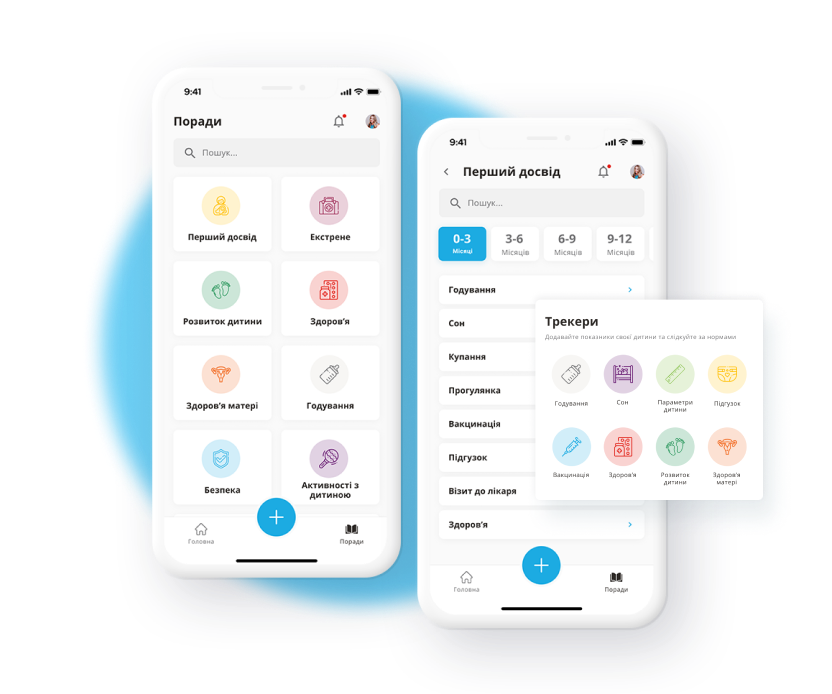 9:41
Поради
Пошук...
Перший досвід
Екстрене
Розвиток дитини
Здоров'я
Здоров'я матері
Годування
Безпека
Активності з
дитиною
Головна
Поради
9:41
Перший досвід
Пошук...
0-3
Місяці
3-6
Місяців
6-9
Місяців
9-12
Місяців
Годування
Сон
Купання
Прогулянка
Вакцинація
Підгузок
Візит до лікаря
Здоров'я
Головна
Поради
Трекери
Додавайте показники своєї дитини та слідкуйте за нормами
Годування
Сон
Параметри
дитини
Підгузок
Вакцинація
Здоров'я
Розвиток
дитини
Здоров'я
матері